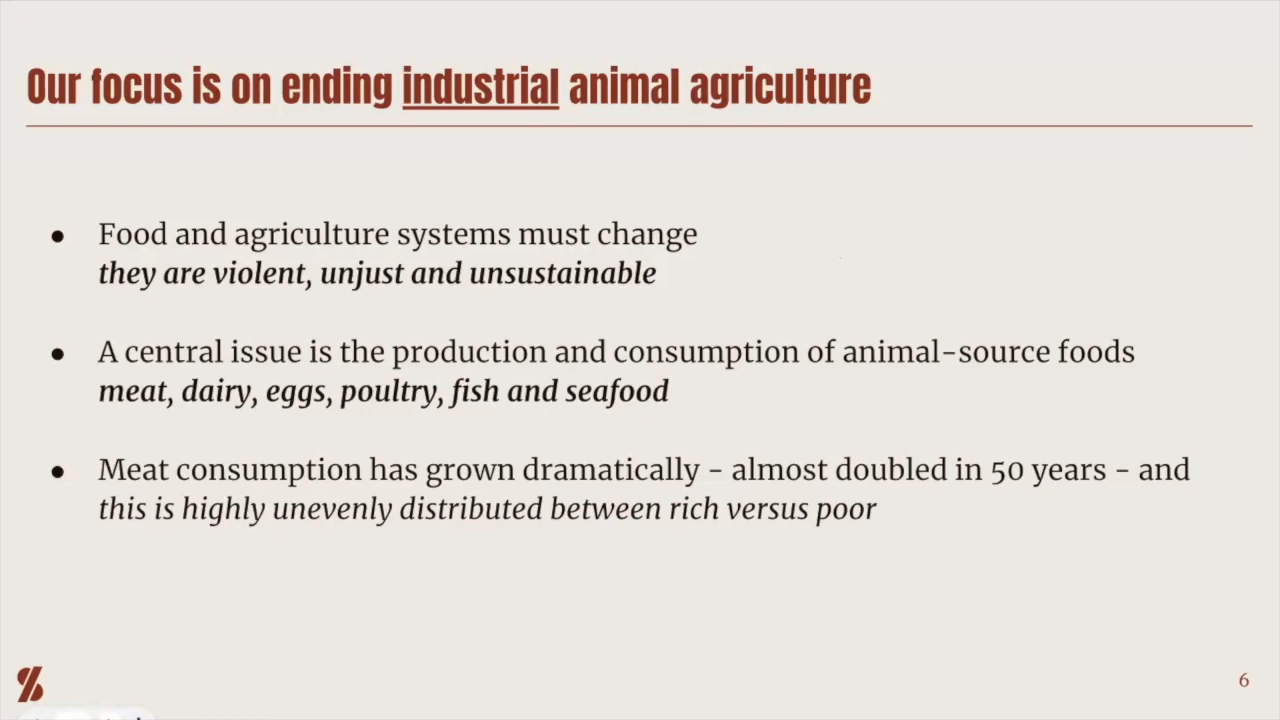 Our focus is on ending industrial animal agriculture
● Food and agriculture systems must change
they are violent, unjust and unsustainable
● A central issue is the production and consumption of animal-source foods
meat, dairy, eggs, poultry, fish and seafood
● Meat consumption has grown dramatically - almost doubled in 50 years - and
this is highly unevenly distributed between rich versus poor
6